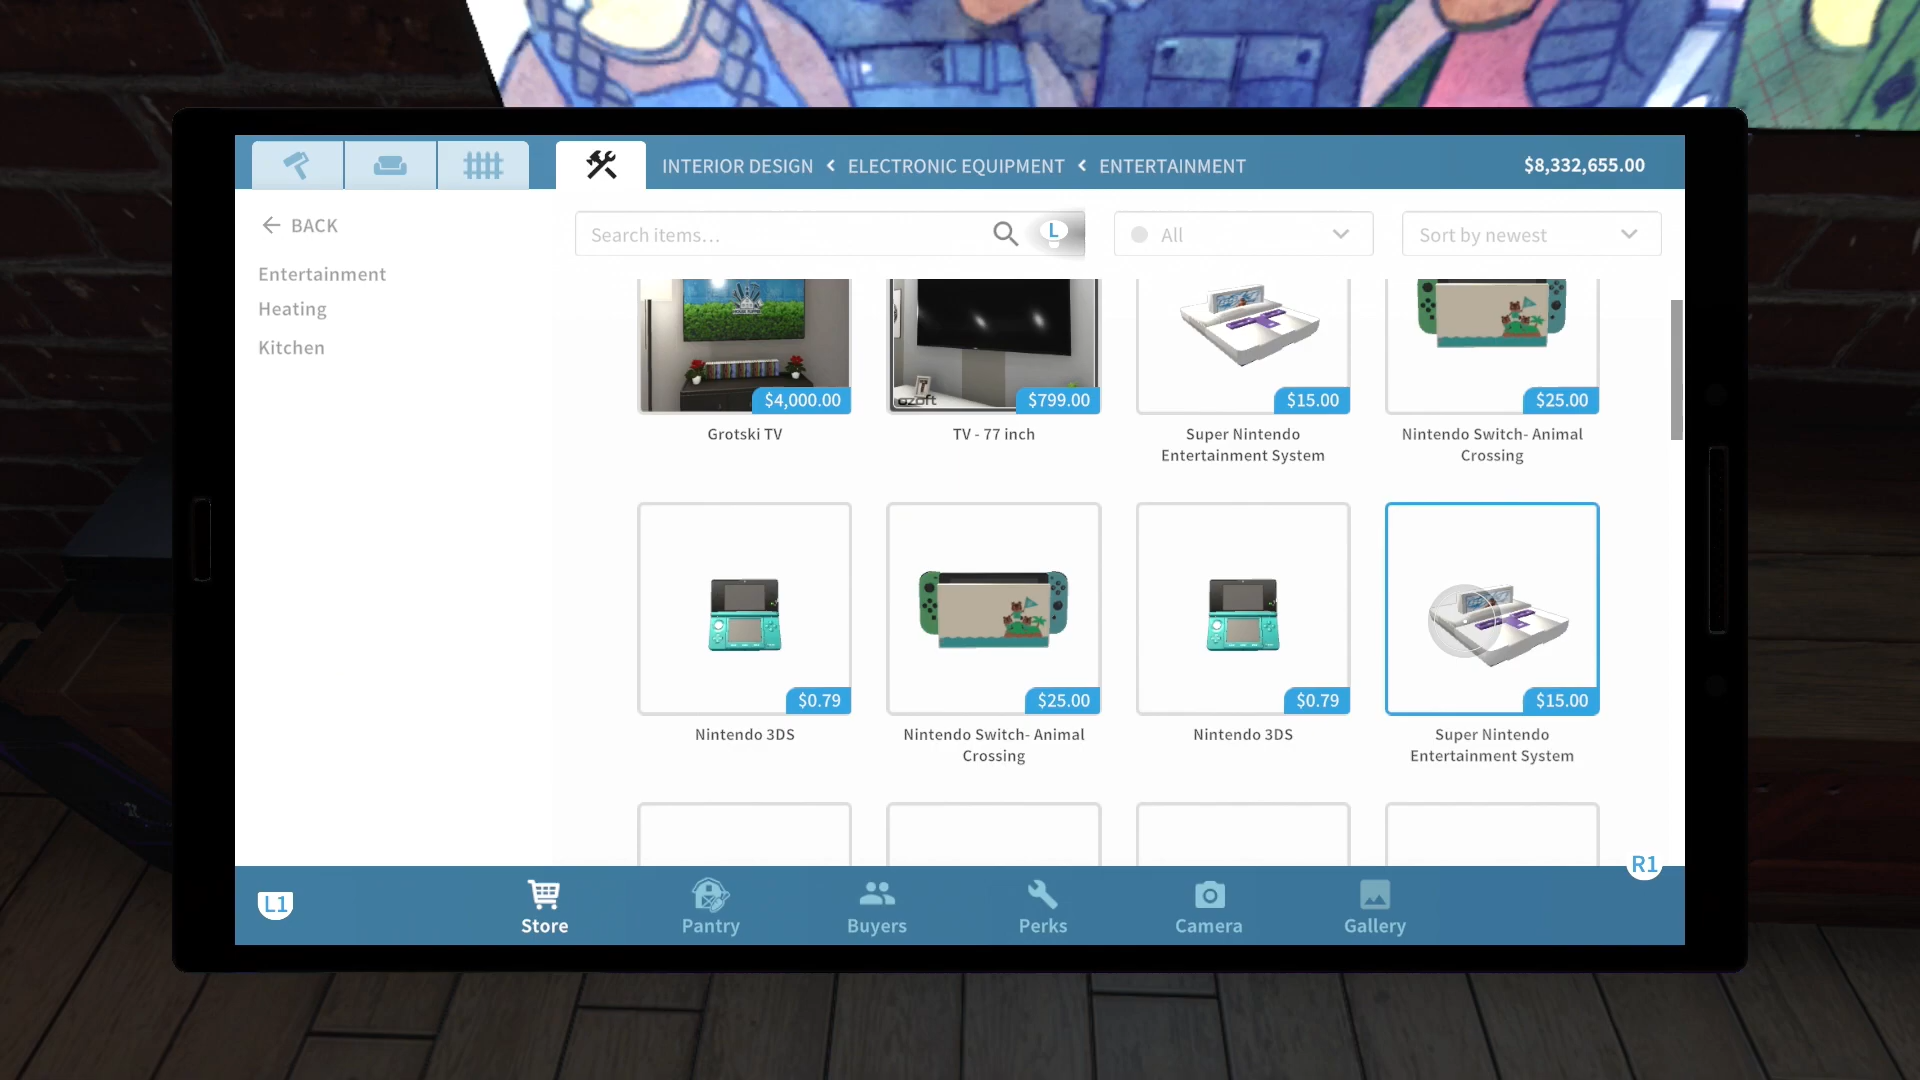 INTERIOR DESIGN < ELECTRONIC EQUIPMENT < ENTERTAINMENT
$8,332,655.00
BACK
Search items...
L
All
Sort by newest
Entertainment
Heating
Kitchen
$4,000.00
$799.00
$15.00
$25.00
Grotski TV
TV - 77 inch
Super Nintendo
Entertainment System
Nintendo Switch- Animal
Crossing
$0.79
$25.00
$0.79
$15.00
Nintendo 3DS
Nintendo Switch- Animal
Crossing
Nintendo 3DS
Super Nintendo
Entertainment System
L1
Store
Pantry
Buyers
Perks
Camera
Gallery
R1